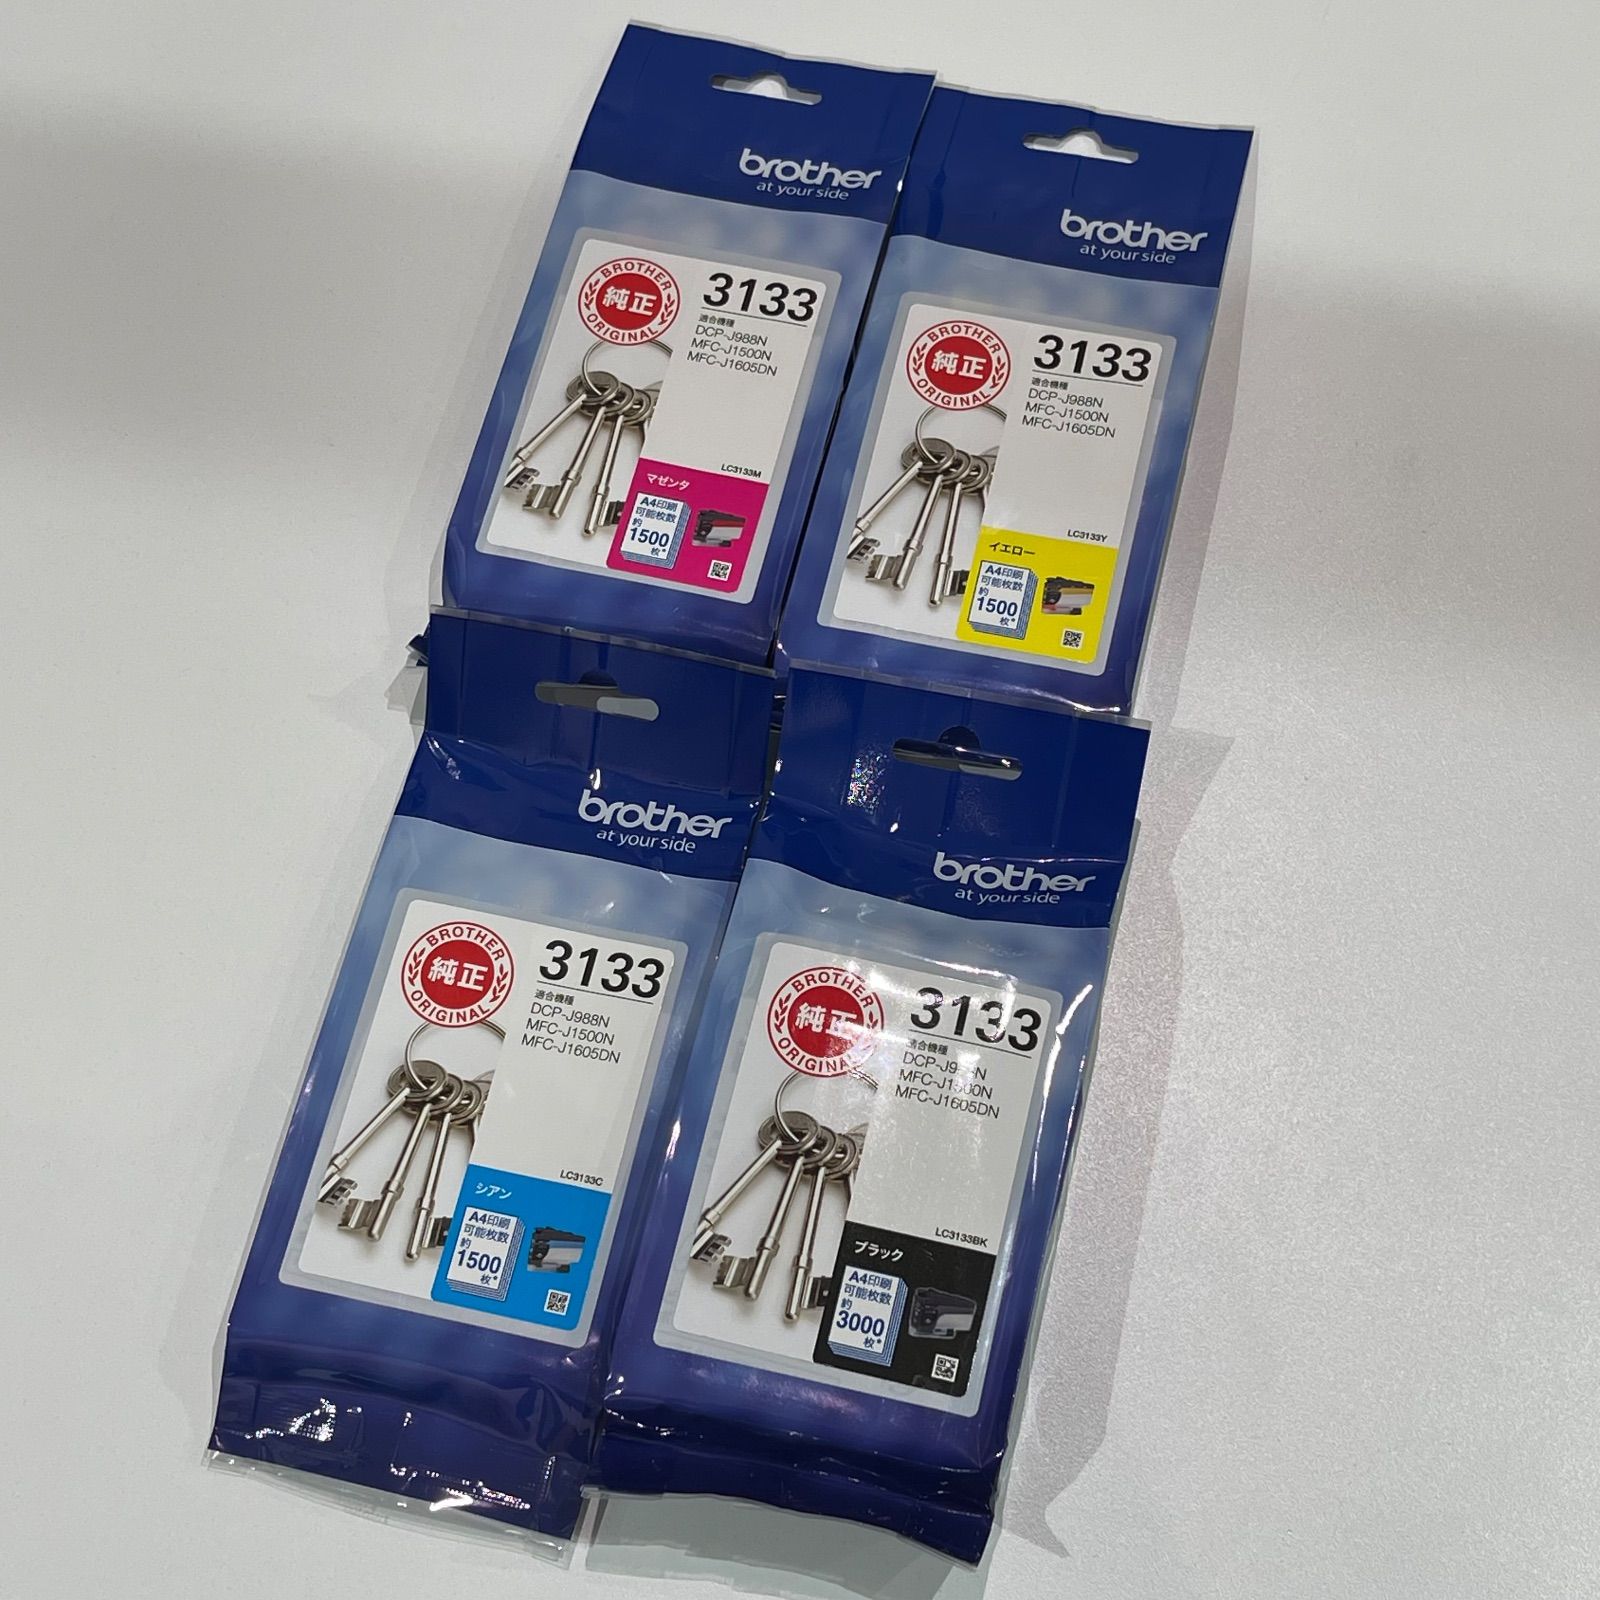 brother
at your side
BROTHER
純正
ORIGINAL
3133
適合機種
DCP-J988N
MFC-J1500N
MFC-J1605DN
LC3133M
マゼンタ
A4印刷
可能枚数
約
1500
枚*
brother
at your side
BROTHER
純正
ORIGINAL
3133
適合機種
DCP-J988N
MFC-J1500N
MFC-J1605DN
LC3133Y
イエロー
A4印刷
可能枚数
約
1500
枚*
brother
at your side
BROTHER
純正
ORIGINAL
3133
適合機種
DCP-J988N
MFC-J1500N
MFC-J1605DN
LC3133C
シアン
A4印刷
可能枚数
約
1500
枚*
brother
at your side
BROTHER
純正
ORIGINAL
3133
適合機種
DCP-J988N
MFC-J1500N
MFC-J1605DN
LC3133BK
ブラック
A4印刷
可能枚数
約
3000
枚*